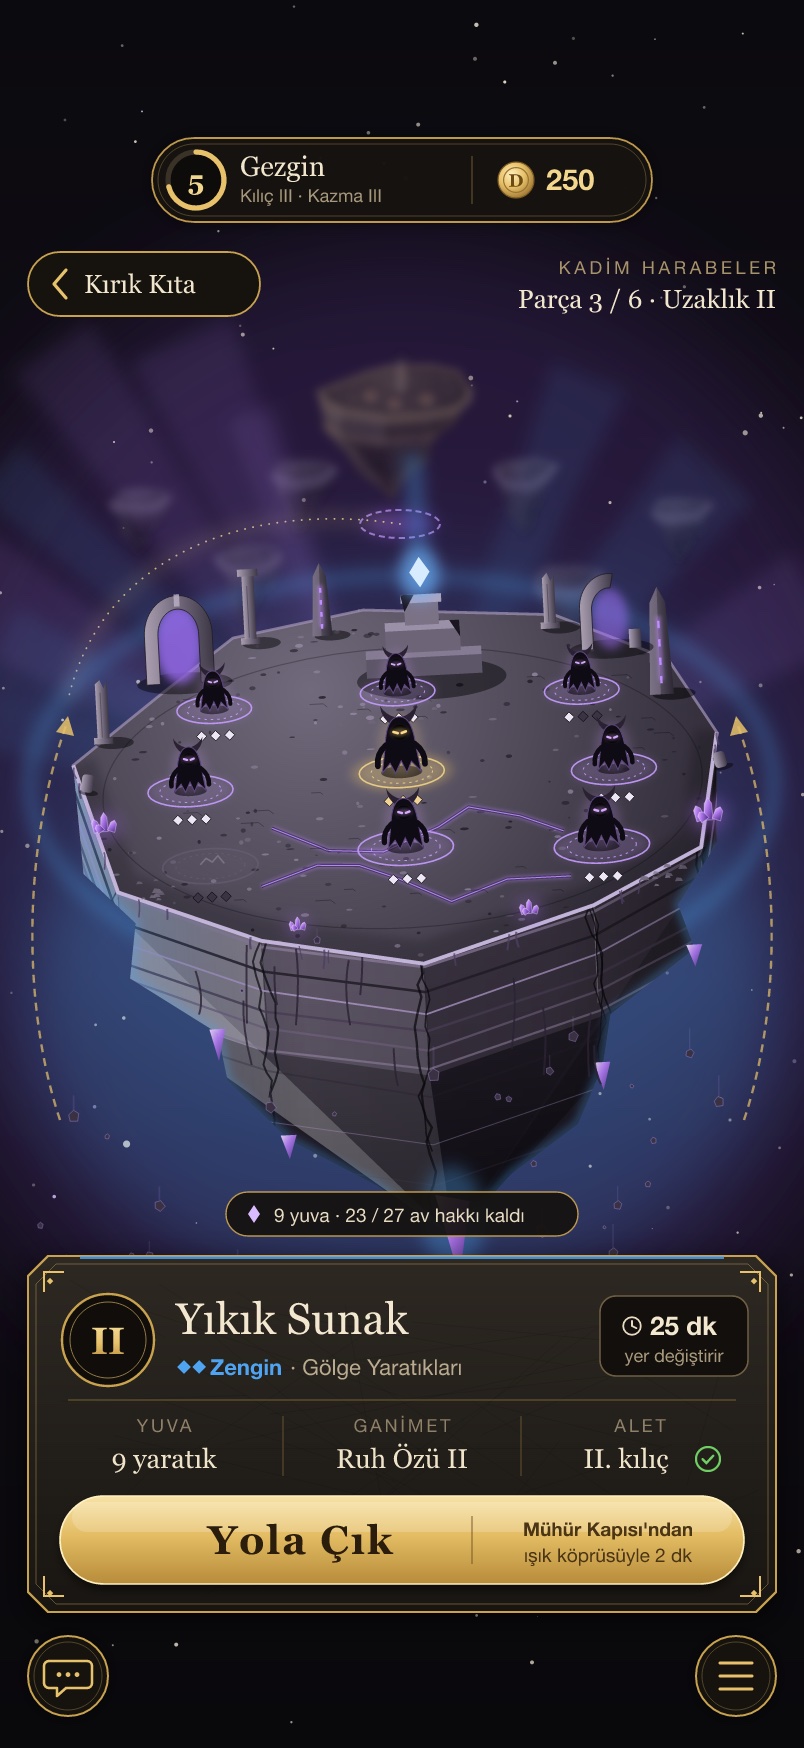 5
Gezgin
Kılıç III · Kazma III
D
250
Kırık Kıta
KADİM HARABELER
Parça 3 / 6 · Uzaklık II
9 yuva · 23 / 27 av hakkı kaldı
II
Yıkık Sunak
Zengin · Gölge Yaratıkları
25 dk
yer değiştirir
YUVA
9 yaratık
GANİMET
Ruh Özü II
ALET
II. kılıç
Yola Çık
Mühür Kapısı'ndan
ışık köprüsüyle 2 dk